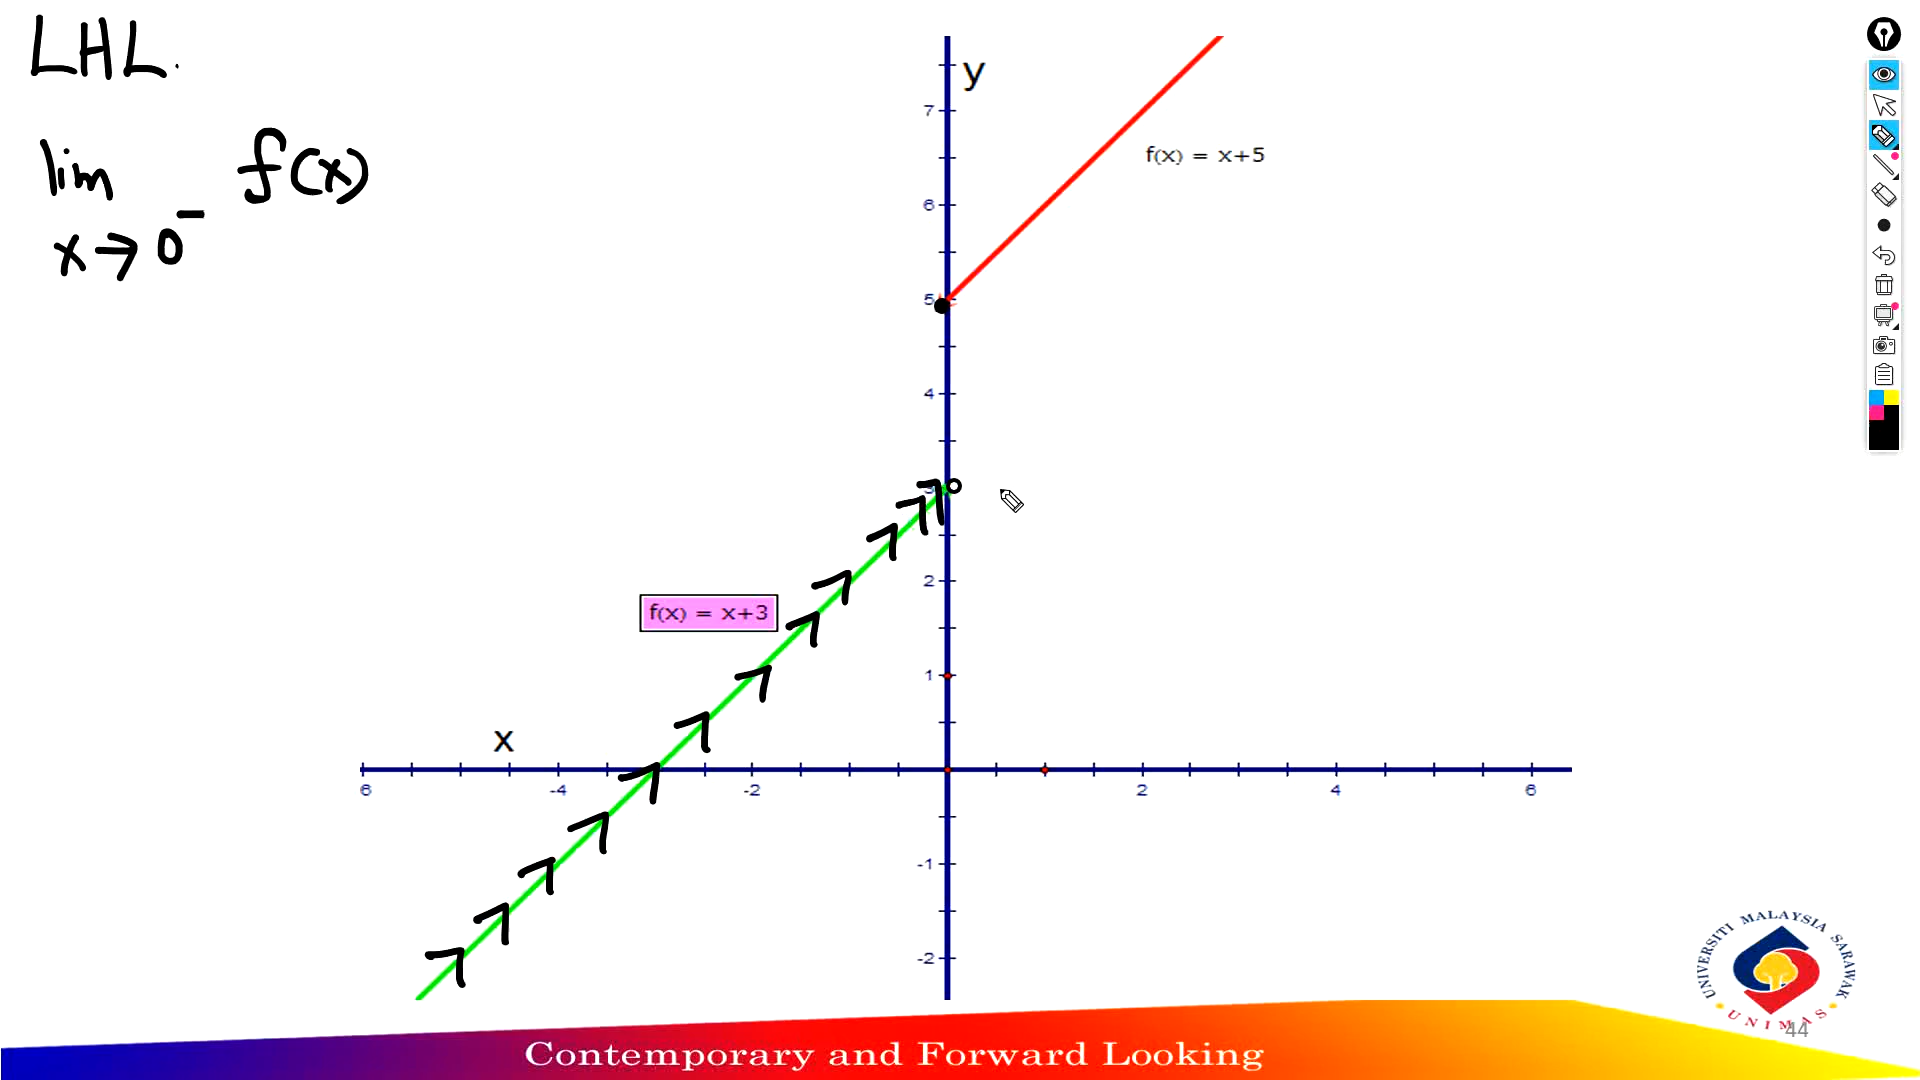 LHL.
lim f(x)
x→0⁻
y
7
f(x) = x+5
6
5
4
3
2
f(x) = x+3
1
x
6 -4 -2 2 4 6
-1
-2
UNIVERSITI MALAYSIA SARAWAK
UNIMAS
44
Contemporary and Forward Looking